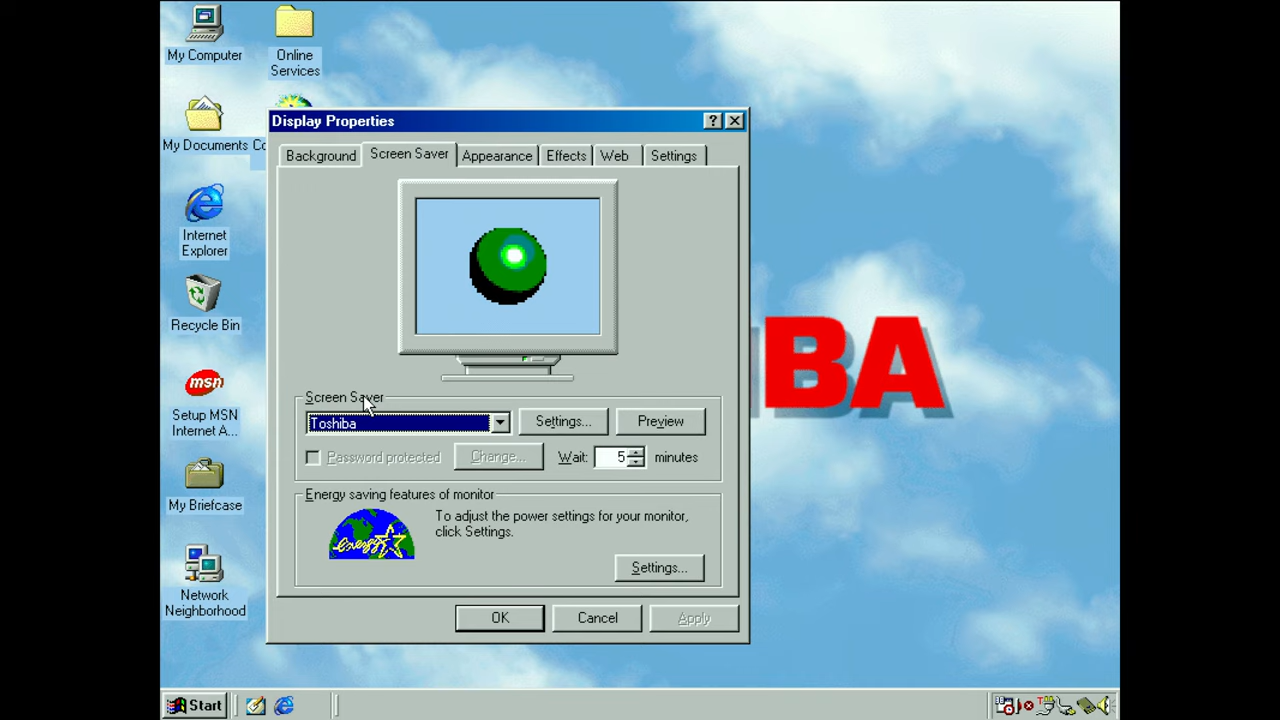 My Computer
Online
Services
My Documents
Co
Internet
Explorer
Recycle Bin
msn
Setup MSN
Internet A...
My Briefcase
Network
Neighborhood
Display Properties
Background
Screen Saver
Appearance
Effects
Web
Settings
Screen Saver
Toshiba
Settings...
Preview
Password protected
Change...
Wait:
5
minutes
Energy saving features of monitor
energy
To adjust the power settings for your monitor,
click Settings.
Settings...
OK
Cancel
Apply
BA
Start